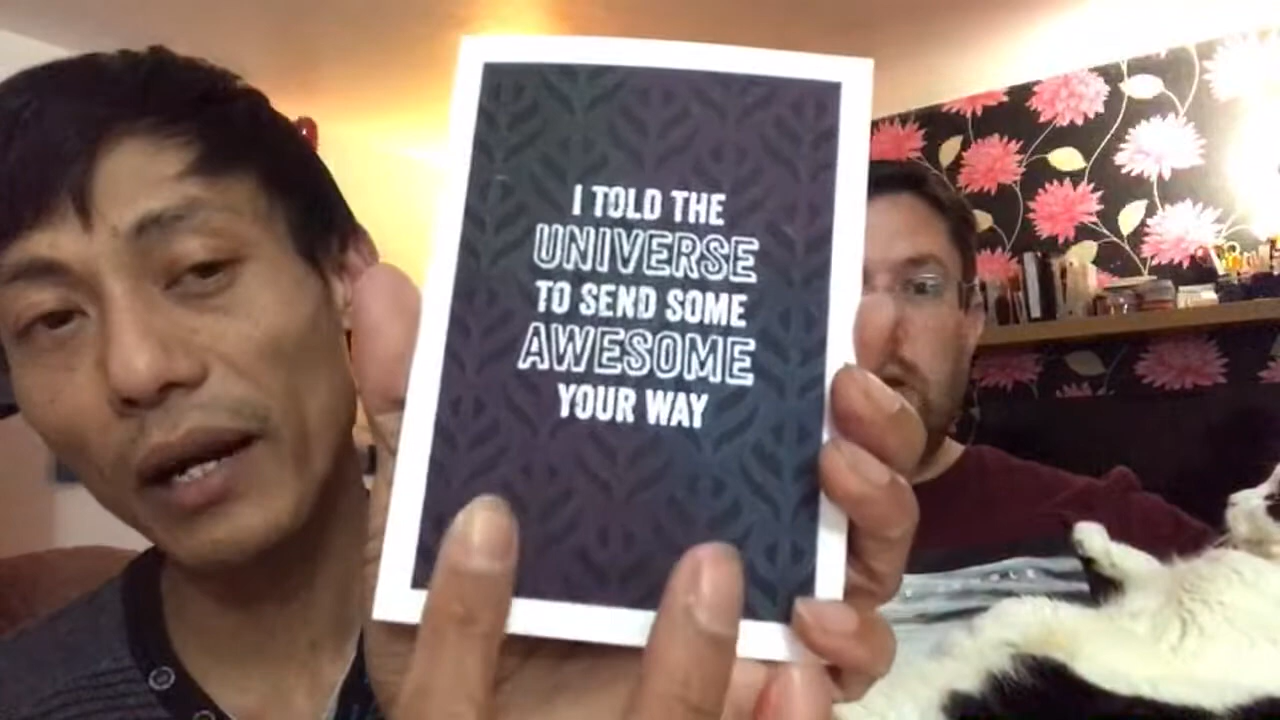 I TOLD THE
UNIVERSE
TO SEND SOME
AWESOME
YOUR WAY